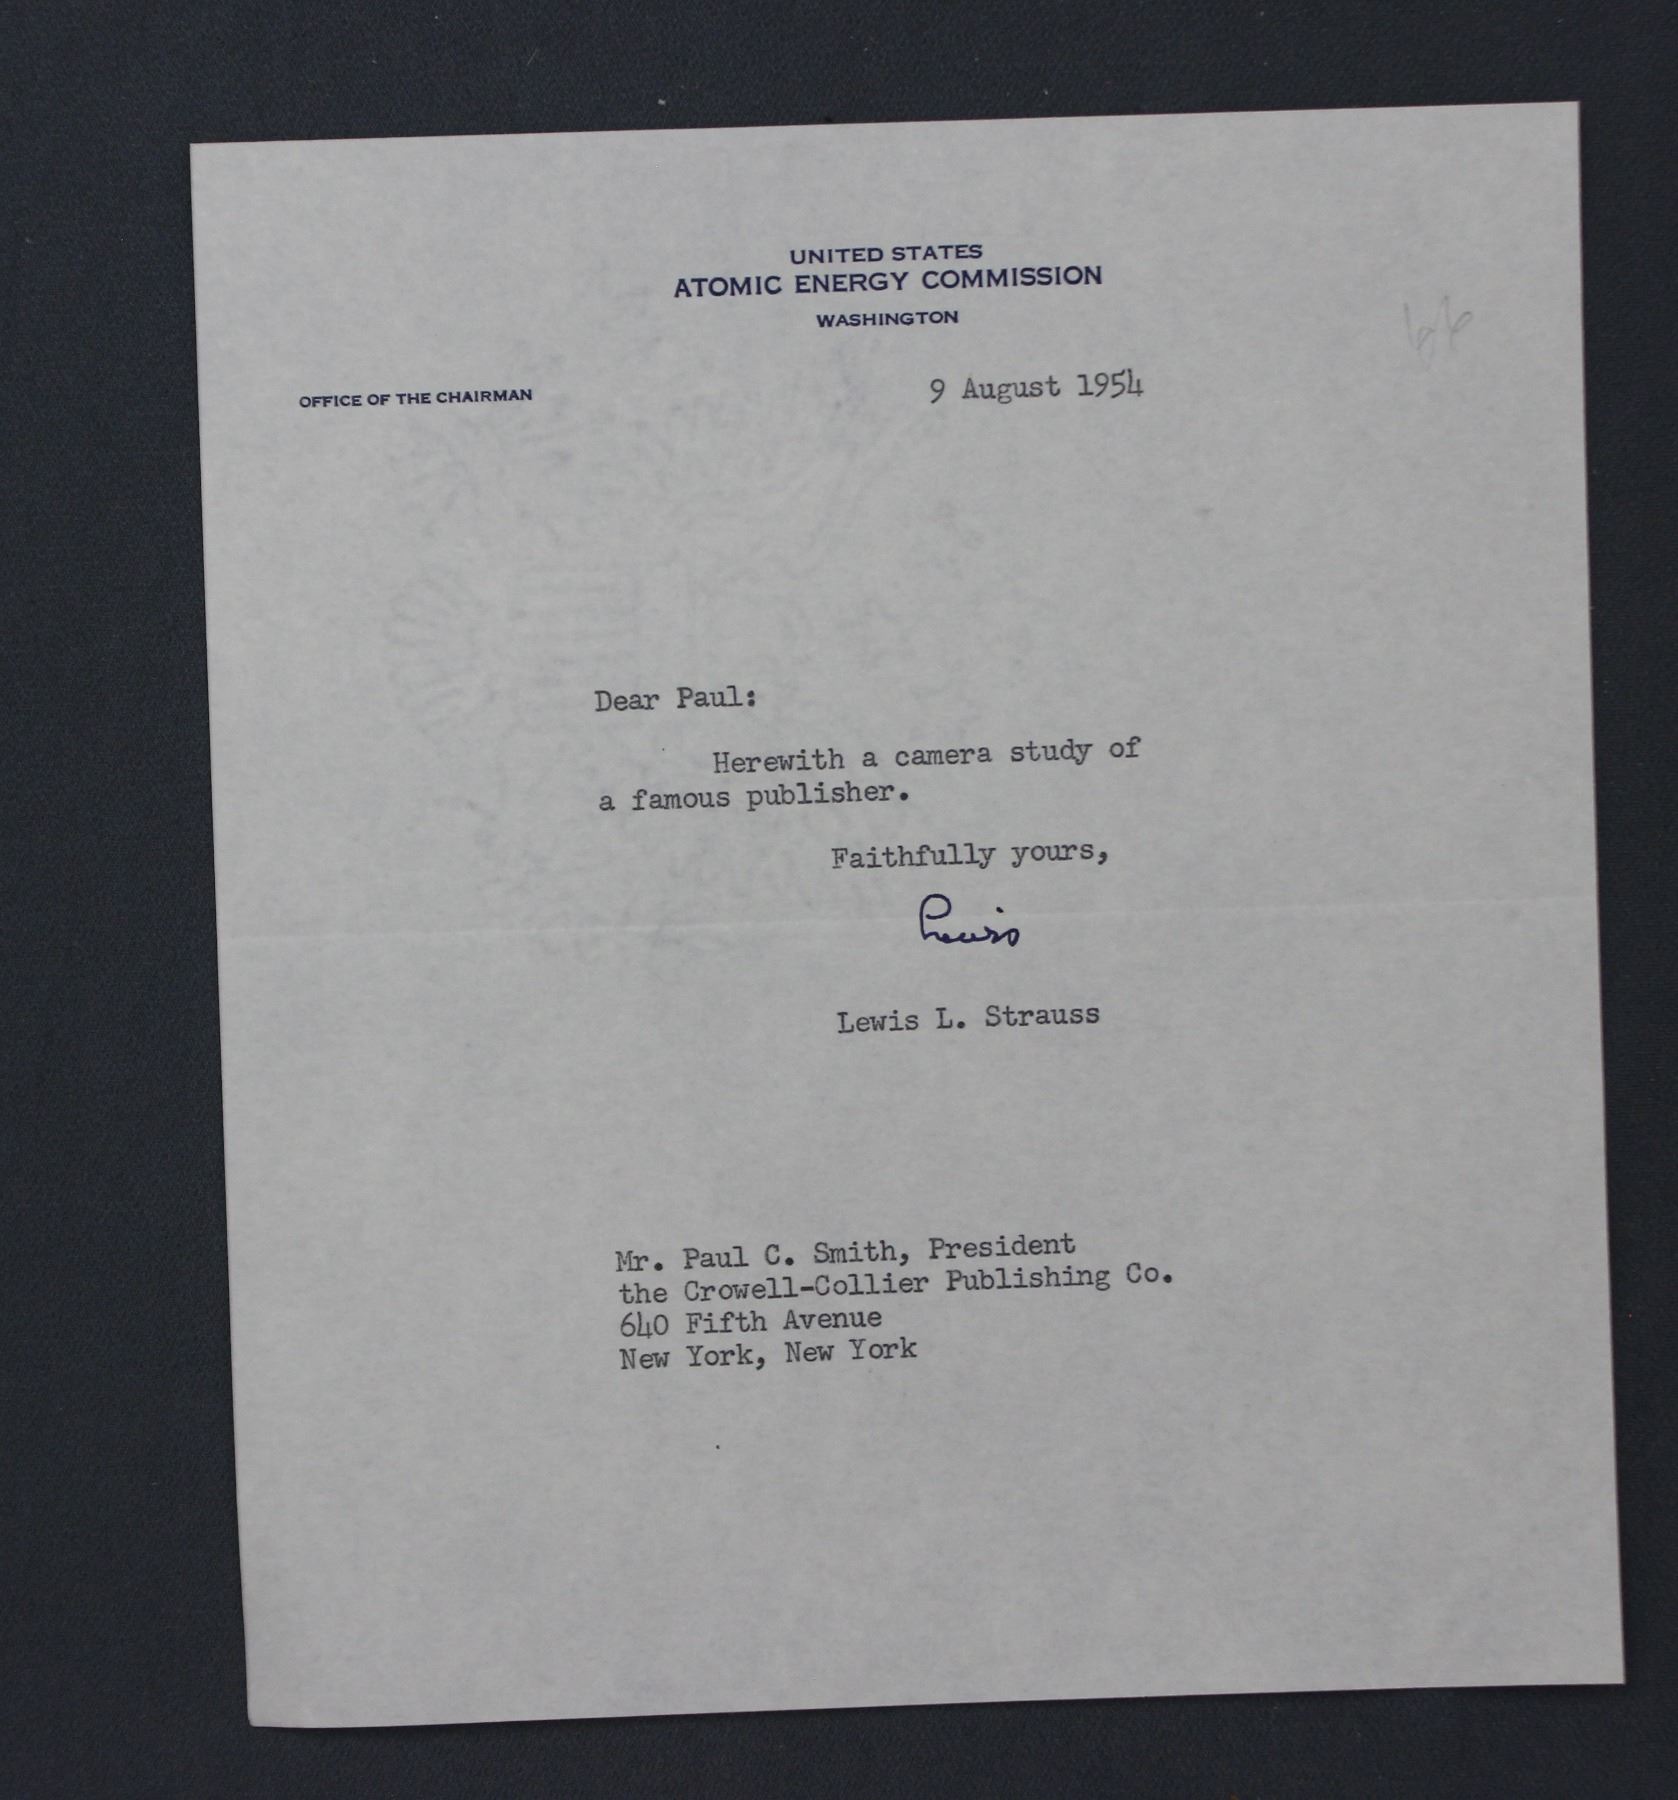 UNITED STATES
ATOMIC ENERGY COMMISSION
WASHINGTON
OFFICE OF THE CHAIRMAN
9 August 1954
Dear Paul:
Herewith a camera study of
a famous publisher.
Faithfully yours,
Lewis
Lewis L. Strauss
Mr. Paul C. Smith, President
the Crowell-Collier Publishing Co.
640 Fifth Avenue
New York, New York